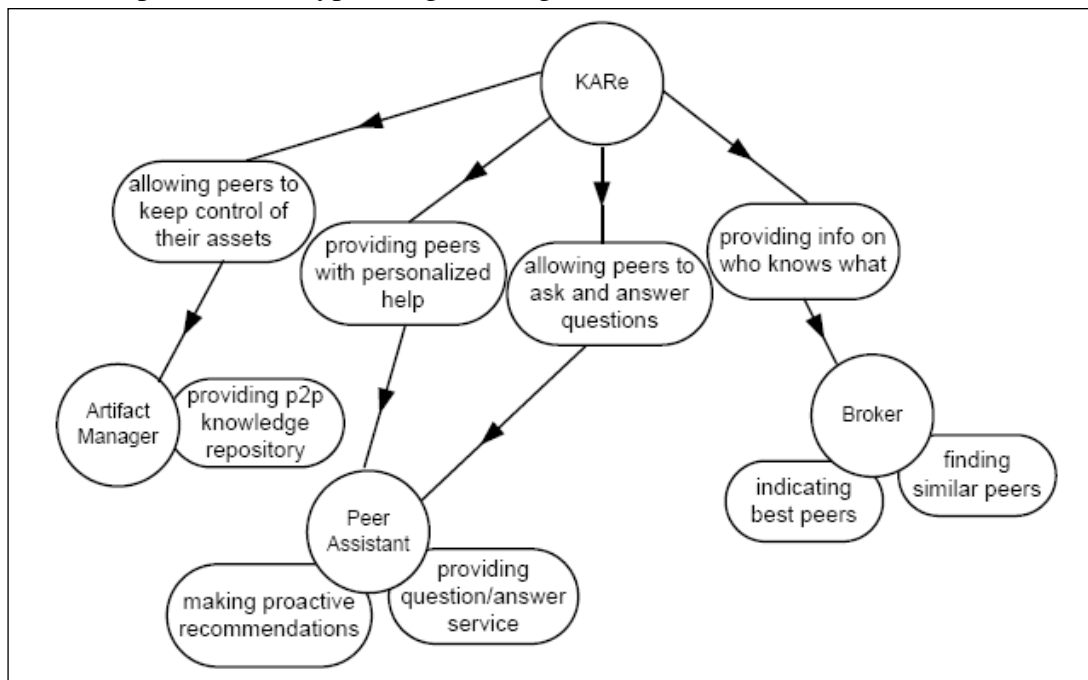 KARe
allowing peers to
keep control of
their assets
providing peers
with personalized
help
allowing peers to
ask and answer
questions
providing info on
who knows what
Artifact
Manager
providing p2p
knowledge
repository
Peer
Assistant
making proactive
recommendations
providing
question/answer
service
Broker
indicating
best peers
finding
similar peers